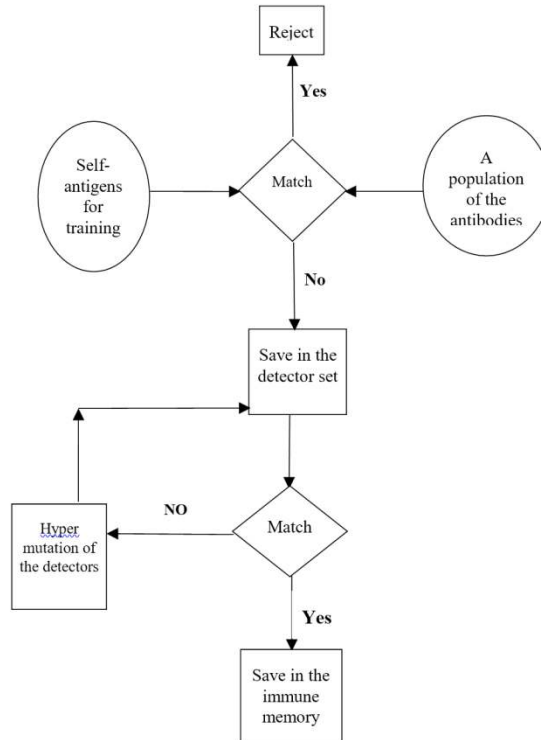 Reject
Yes
Self-
antigens
for
training
Match
A
population
of the
antibodies
No
Save in the
detector set
NO
Hyper
mutation of
the detectors
Match
Yes
Save in the
immune
memory